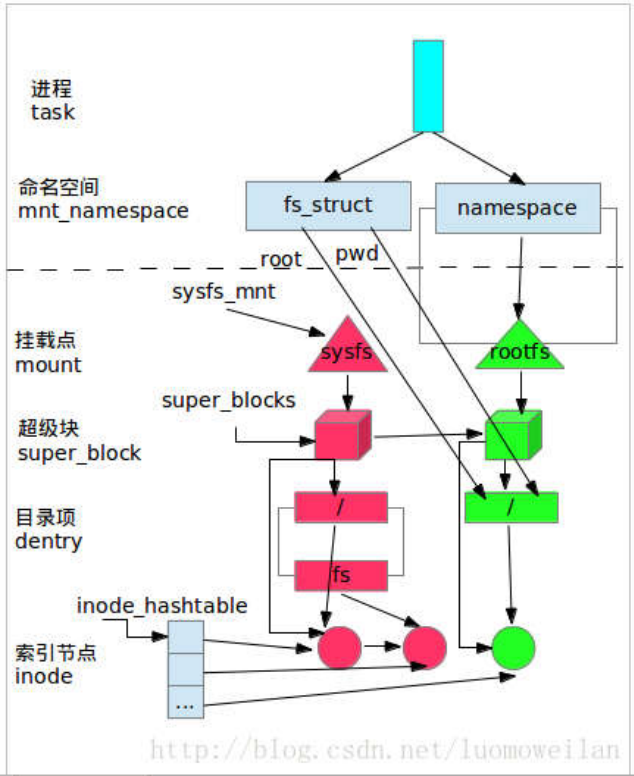 进程
task
命名空间
mnt_namespace
fs_struct
namespace
root
pwd
sysfs_mnt
挂载点
mount
sysfs
rootfs
super_blocks
超级块
super_block
/
/
目录项
dentry
fs
inode_hashtable
索引节点
inode
...
http://blog.csdn.net/luomoweilan